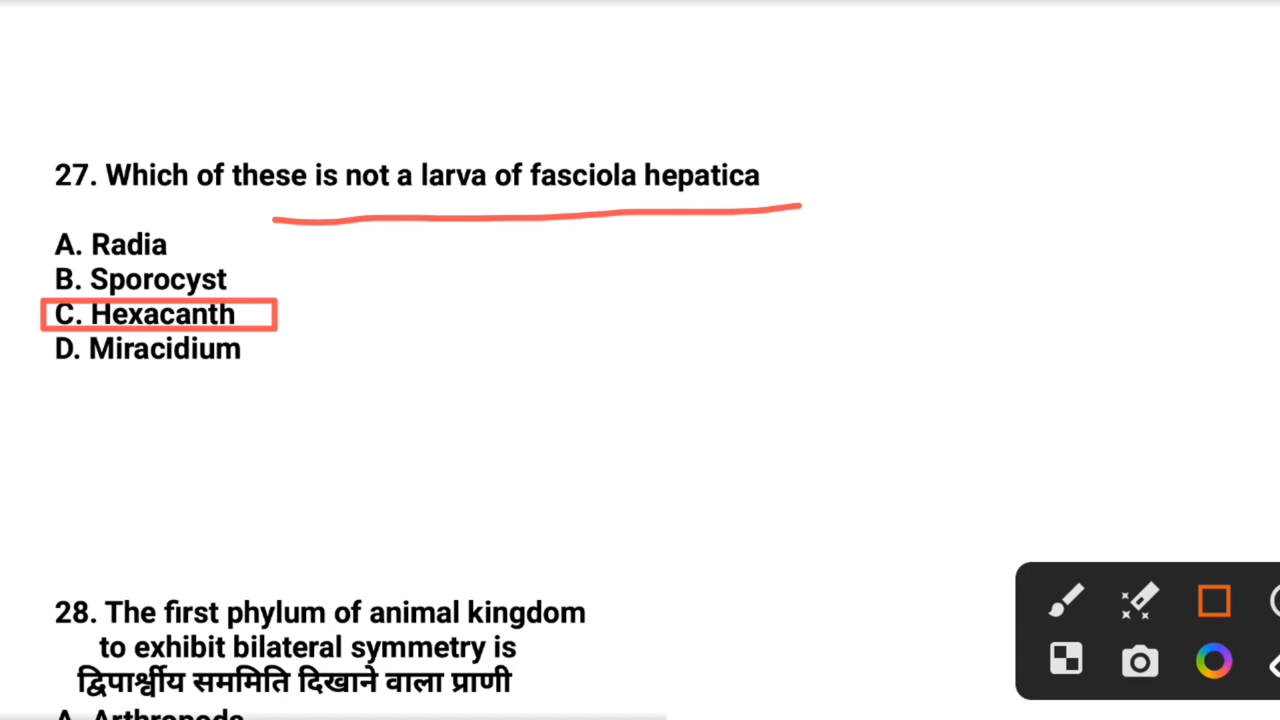 27. Which of these is not a larva of fasciola hepatica
A. Radia
B. Sporocyst
C. Hexacanth
D. Miracidium
28. The first phylum of animal kingdom
to exhibit bilateral symmetry is
द्विपार्श्वीय सममिति दिखाने वाला प्राणी
A. Arthropoda